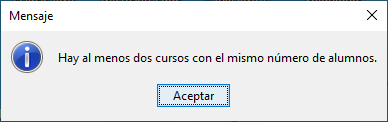 Mensaje
Hay al menos dos cursos con el mismo número de alumnos.
Aceptar